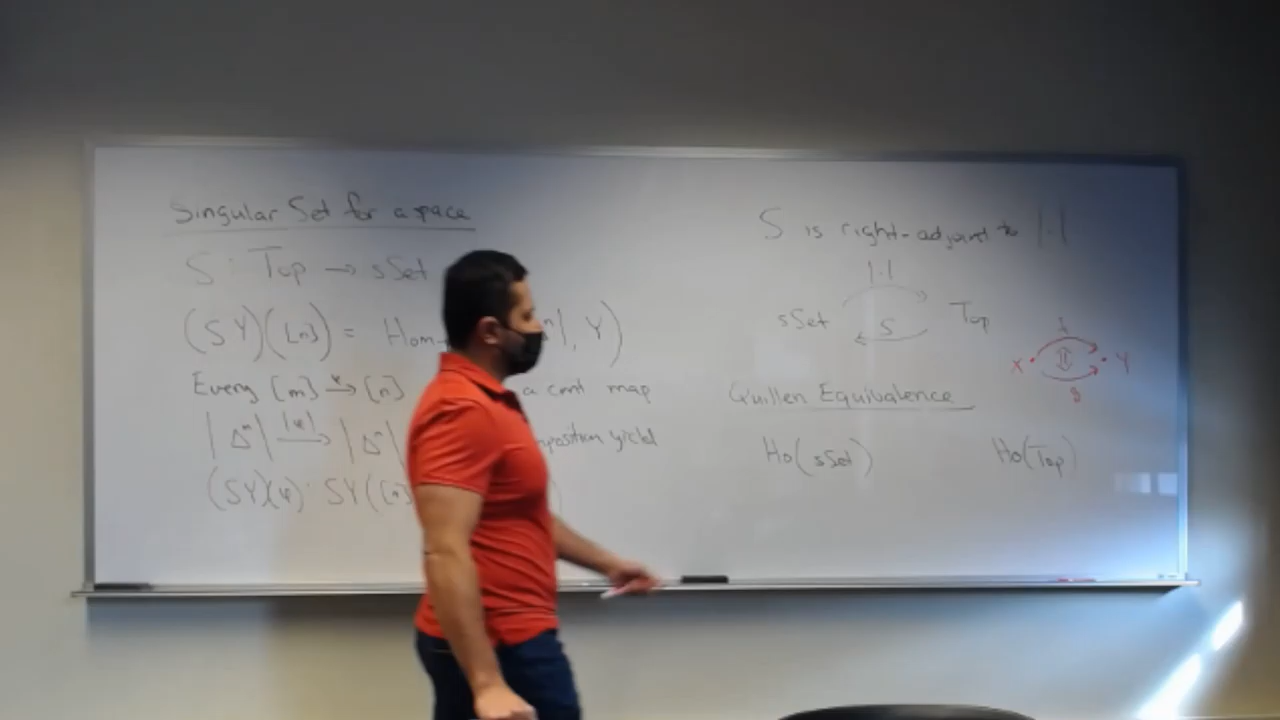 Singular Set for a space
S : Top → sSet
(SY)([n]) = Hom |, Y)
Every [m] →φ [n] a cont map
|Δᵐ| →|φ| |Δⁿ| position yield
(SY)(φ): SY([n]
S is right-adjoint to |·|
|·|
sSet Top
S
f
X ⇓ Y
g
Quillen Equivalence
Ho(sSet) Ho(Top)